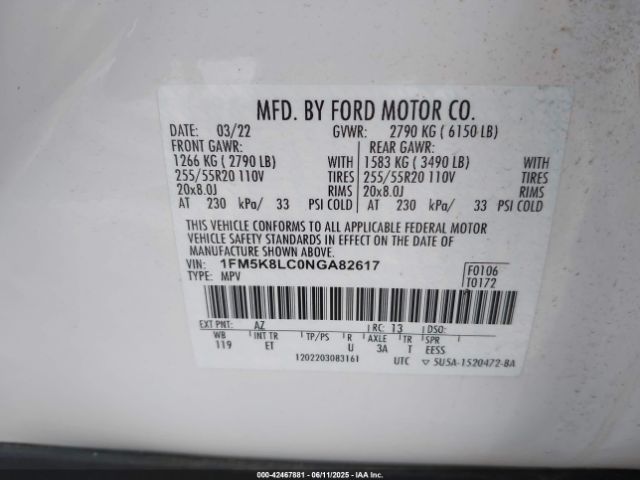 MFD. BY FORD MOTOR CO.
DATE: 03/22 GVWR: 2790 KG ( 6150 LB)
FRONT GAWR: REAR GAWR:
1266 KG ( 2790 LB) WITH 1583 KG ( 3490 LB) WITH
255/55R20 110V TIRES 255/55R20 110V TIRES
20x8.0J RIMS 20x8.0J RIMS
AT 230 kPa/ 33 PSI COLD AT 230 kPa/ 33 PSI COLD
THIS VEHICLE CONFORMS TO ALL APPLICABLE FEDERAL MOTOR
VEHICLE SAFETY STANDARDS IN EFFECT ON THE DATE OF
MANUFACTURE SHOWN ABOVE.
VIN: 1FM5K8LC0NGA82617 F0106
TYPE: MPV T0172
EXT PNT: AZ RC: 13 DSO:
WB INT TR TP/PS R AXLE TR SPR
119 ET U 3A T EESS
1202203083161 UTC ▽ 5U5A-1520472-BA
000-42467881 - 06/11/2025 - IAAI.com